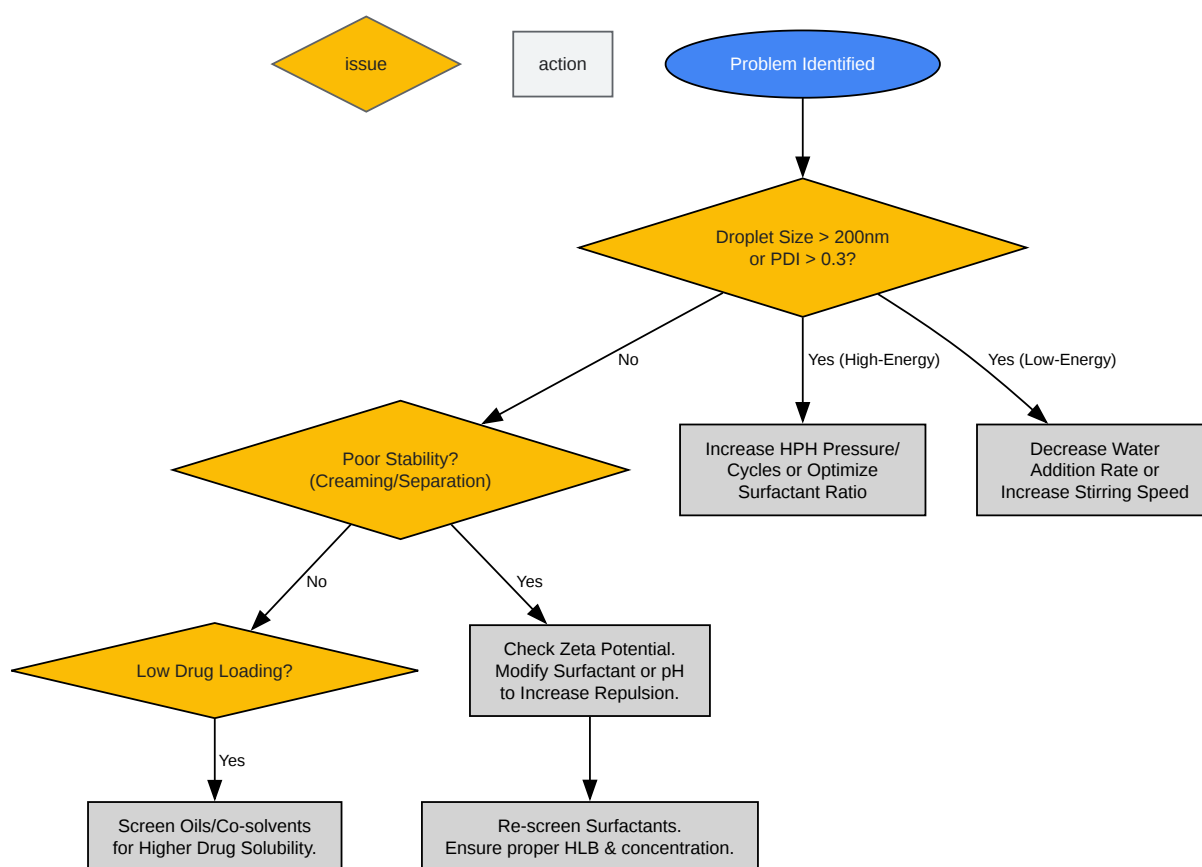 issue
action
Problem Identified
Droplet Size > 200nm
or PDI > 0.3?
No
Yes (High-Energy)
Yes (Low-Energy)
Poor Stability?
(Creaming/Separation)
Increase HPH Pressure/
Cycles or Optimize
Surfactant Ratio
Decrease Water
Addition Rate or
Increase Stirring Speed
No
Yes
Low Drug Loading?
Check Zeta Potential.
Modify Surfactant or pH
to Increase Repulsion.
Yes
Screen Oils/Co-solvents
for Higher Drug Solubility.
Re-screen Surfactants.
Ensure proper HLB & concentration.